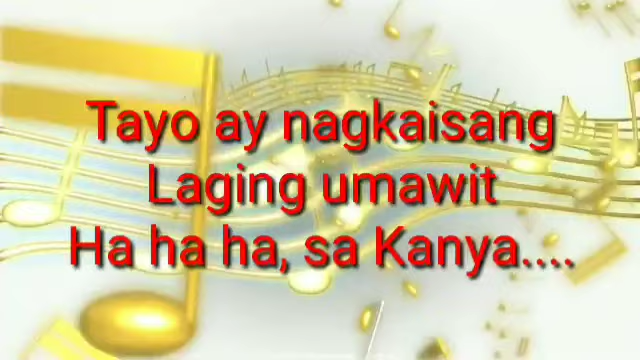 Tayo ay nagkaisang
Laging umawit
Ha ha ha, sa Kanya....